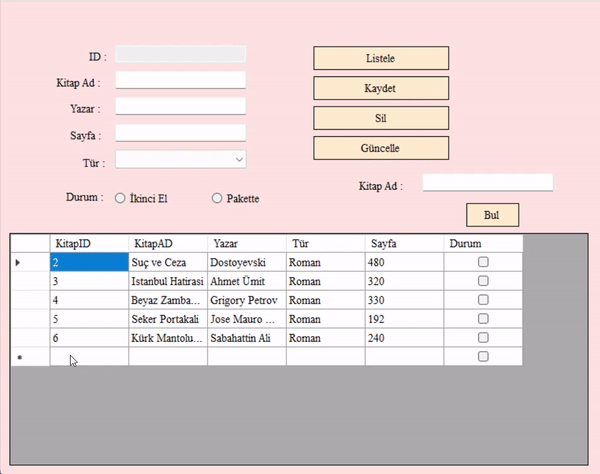 ID :
Kitap Ad :
Yazar :
Sayfa :
Tür :
Durum : İkinci El Pakette
Listele
Kaydet
Sil
Güncelle
Kitap Ad :
Bul
KitapID KitapAD Yazar Tür Sayfa Durum
2 Suç ve Ceza Dostoyevski Roman 480
3 Istanbul Hatirasi Ahmet Ümit Roman 320
4 Beyaz Zamba... Grigory Petrov Roman 330
5 Seker Portakali Jose Mauro ... Roman 192
6 Kürk Mantolu... Sabahattin Ali Roman 240